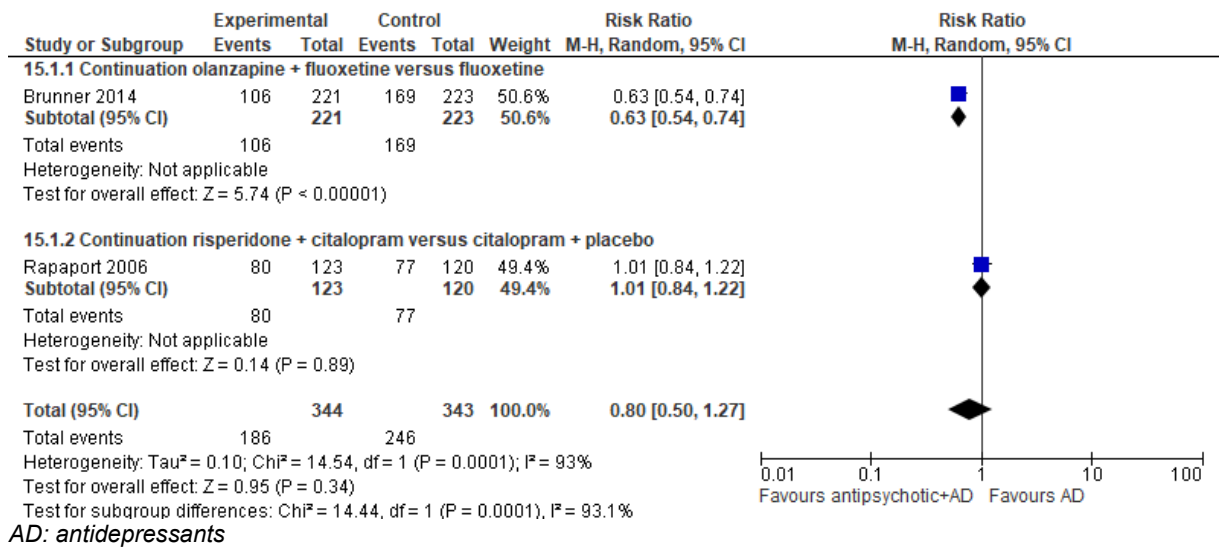 Experimental Control Risk Ratio Risk Ratio
Study or Subgroup Events Total Events Total Weight M-H, Random, 95% CI M-H, Random, 95% CI
15.1.1 Continuation olanzapine + fluoxetine versus fluoxetine
Brunner 2014 106 221 169 223 50.6% 0.63 [0.54, 0.74]
Subtotal (95% CI) 221 223 50.6% 0.63 [0.54, 0.74]
Total events 106 169
Heterogeneity: Not applicable
Test for overall effect: Z = 5.74 (P < 0.00001)
15.1.2 Continuation risperidone + citalopram versus citalopram + placebo
Rapaport 2006 80 123 77 120 49.4% 1.01 [0.84, 1.22]
Subtotal (95% CI) 123 120 49.4% 1.01 [0.84, 1.22]
Total events 80 77
Heterogeneity: Not applicable
Test for overall effect: Z = 0.14 (P = 0.89)
Total (95% CI) 344 343 100.0% 0.80 [0.50, 1.27]
Total events 186 246
Heterogeneity: Tau² = 0.10; Chi² = 14.54, df = 1 (P = 0.0001); I² = 93%
Test for overall effect: Z = 0.95 (P = 0.34)
Test for subgroup differences: Chi² = 14.44, df = 1 (P = 0.0001), I² = 93.1%
0.01 0.1 1 10 100
Favours antipsychotic+AD Favours AD
AD: antidepressants